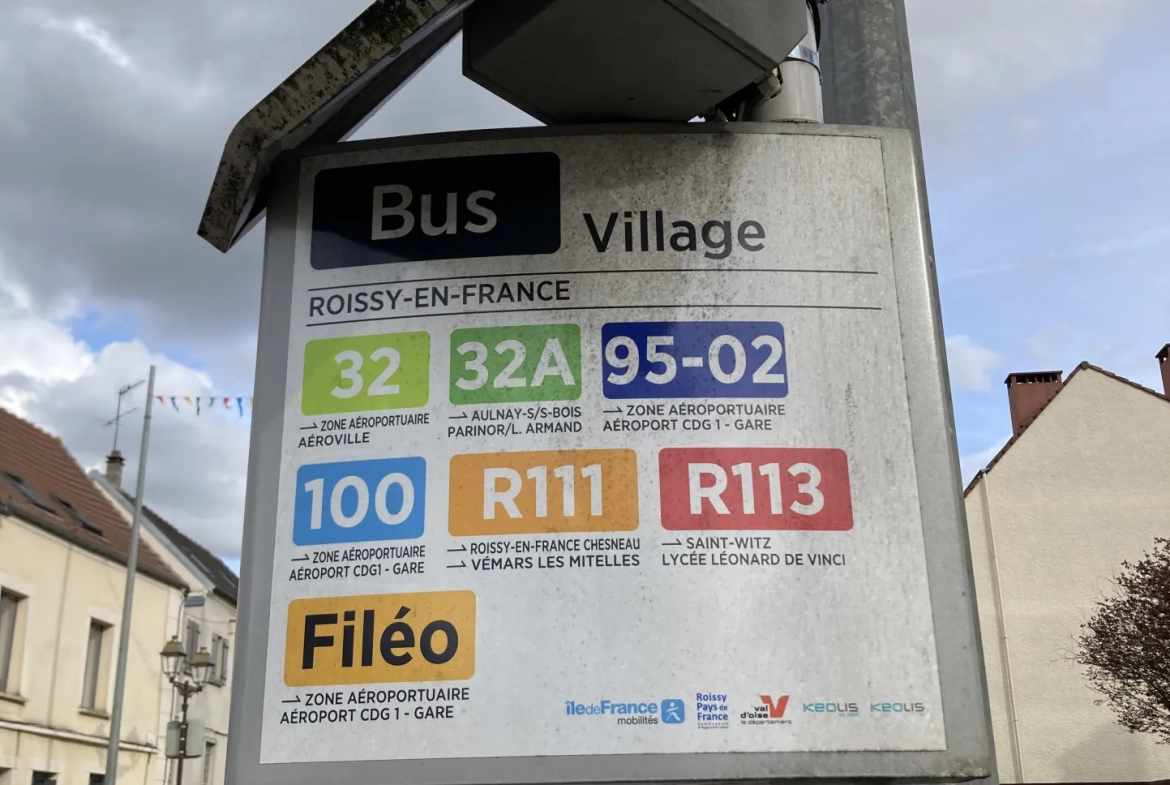 Bus Village
ROISSY-EN-FRANCE
32 32A 95-02
→ ZONE AÉROPORTUAIRE
AÉROVILLE
→ AULNAY-S/S-BOIS
PARINOR/L. ARMAND
→ ZONE AÉROPORTUAIRE
AÉROPORT CDG 1 - GARE
100 R111 R113
→ ZONE AÉROPORTUAIRE
AÉROPORT CDG1 - GARE
→ ROISSY-EN-FRANCE CHESNEAU
→ VÉMARS LES MITELLES
→ SAINT-WITZ
LYCÉE LÉONARD DE VINCI
Filéo
→ ZONE AÉROPORTUAIRE
AÉROPORT CDG 1 - GARE
îledeFrance
mobilités
Roissy
Pays de
France
val
d'oise
le département
KEOLIS
KEOLIS